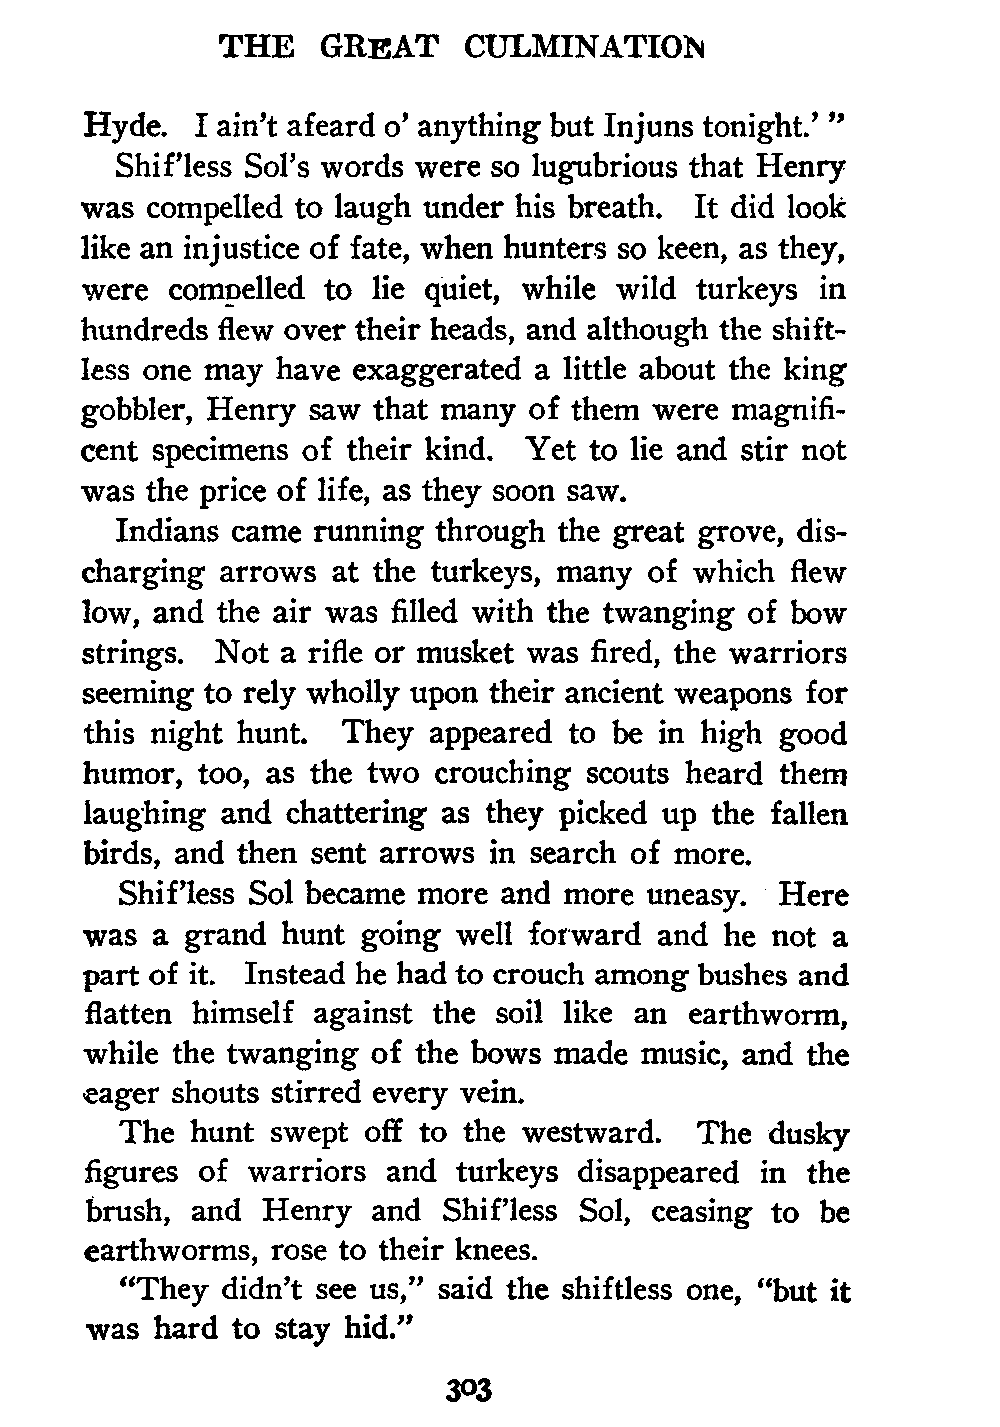 THE GREAT CULMINATION
Hyde. I ain't afeard o' anything but Injuns tonight.' ”
Shif'less Sol's words were so lugubrious that Henry
was compelled to laugh under his breath. It did look
like an injustice of fate, when hunters so keen, as they,
were compelled to lie quiet, while wild turkeys in
hundreds flew over their heads, and although the shift-
less one may have exaggerated a little about the king
gobbler, Henry saw that many of them were magnifi-
cent specimens of their kind. Yet to lie and stir not
was the price of life, as they soon saw.
Indians came running through the great grove, dis-
charging arrows at the turkeys, many of which flew
low, and the air was filled with the twanging of bow
strings. Not a rifle or musket was fired, the warriors
seeming to rely wholly upon their ancient weapons for
this night hunt. They appeared to be in high good
humor, too, as the two crouching scouts heard them
laughing and chattering as they picked up the fallen
birds, and then sent arrows in search of more.
Shif'less Sol became more and more uneasy. Here
was a grand hunt going well forward and he not a
part of it. Instead he had to crouch among bushes and
flatten himself against the soil like an earthworm,
while the twanging of the bows made music, and the
eager shouts stirred every vein.
The hunt swept off to the westward. The dusky
figures of warriors and turkeys disappeared in the
brush, and Henry and Shif'less Sol, ceasing to be
earthworms, rose to their knees.
“They didn't see us,” said the shiftless one, “but it
was hard to stay hid.”
303